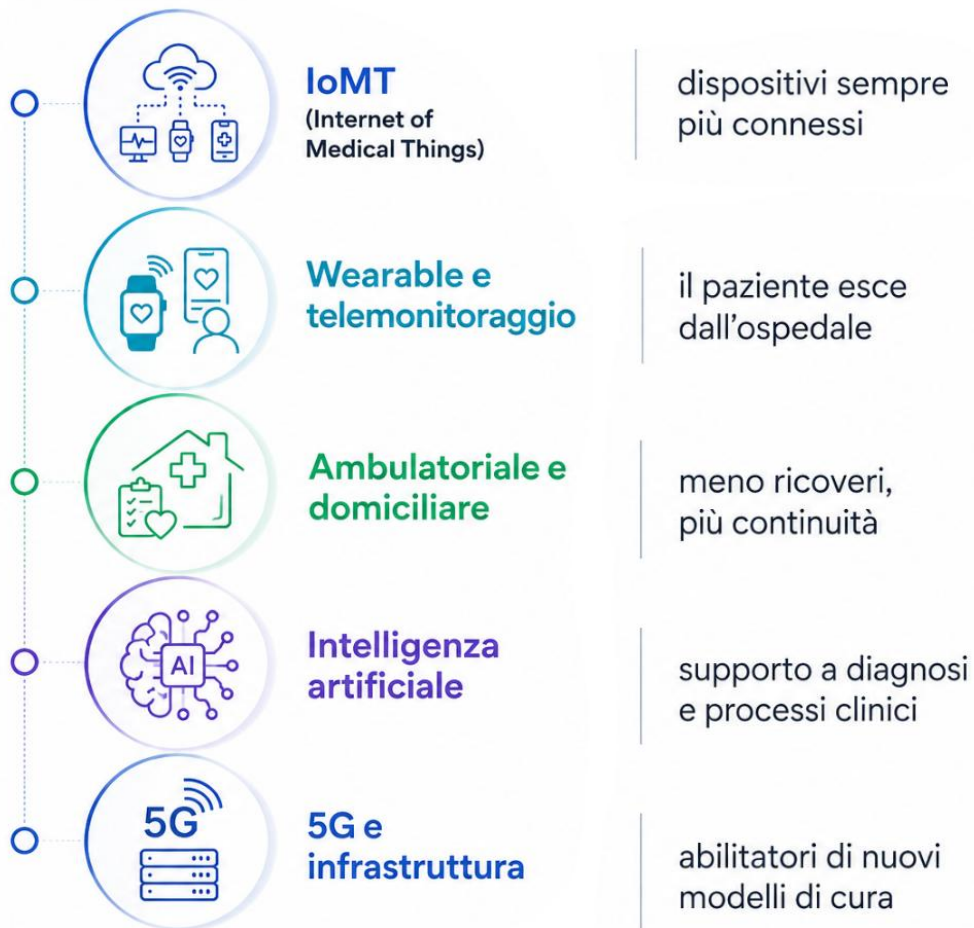 IoMT
(Internet of
Medical Things)
dispositivi sempre
più connessi
Wearable e
telemonitoraggio
il paziente esce
dall'ospedale
Ambulatoriale e
domiciliare
meno ricoveri,
più continuità
AI
Intelligenza
artificiale
supporto a diagnosi
e processi clinici
5G
5G e
infrastruttura
abilitatori di nuovi
modelli di cura